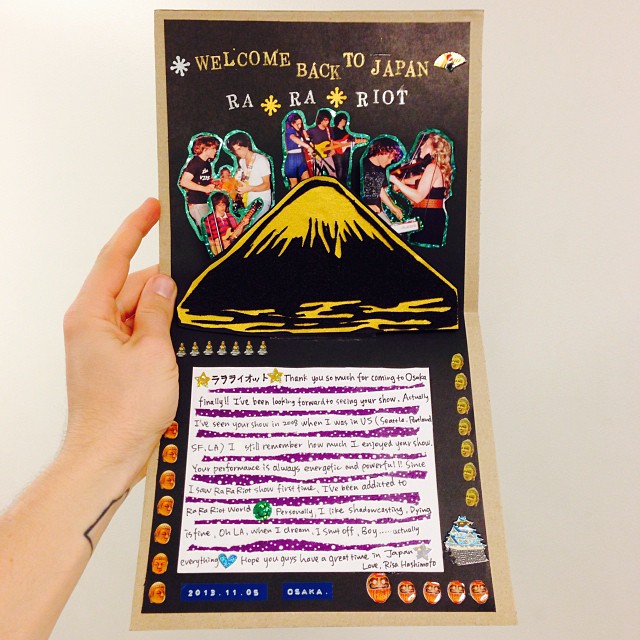 WELCOME BACK TO JAPAN
RA RA RIOT
ララライオット Thank you so much for coming to Osaka
finally!! I've been looking forward to seeing your show. Actually
I've seen your show in 2008 when I was in US (Seattle. Portland
SF. LA) I still remember how much I enjoyed your show.
Your performance is always energetic and powerful!! Since
I saw Ra Ra Riot show first time, I've been addicted to
Ra Ra Riot World Personally, I like shadowcasting, Dying
is fine, Oh LA, when I dream, I shut off, Boy..... actually
everything Hope you guys have a great time in Japan
Love, Risa Hashimoto
2013.11.05 OSAKA.